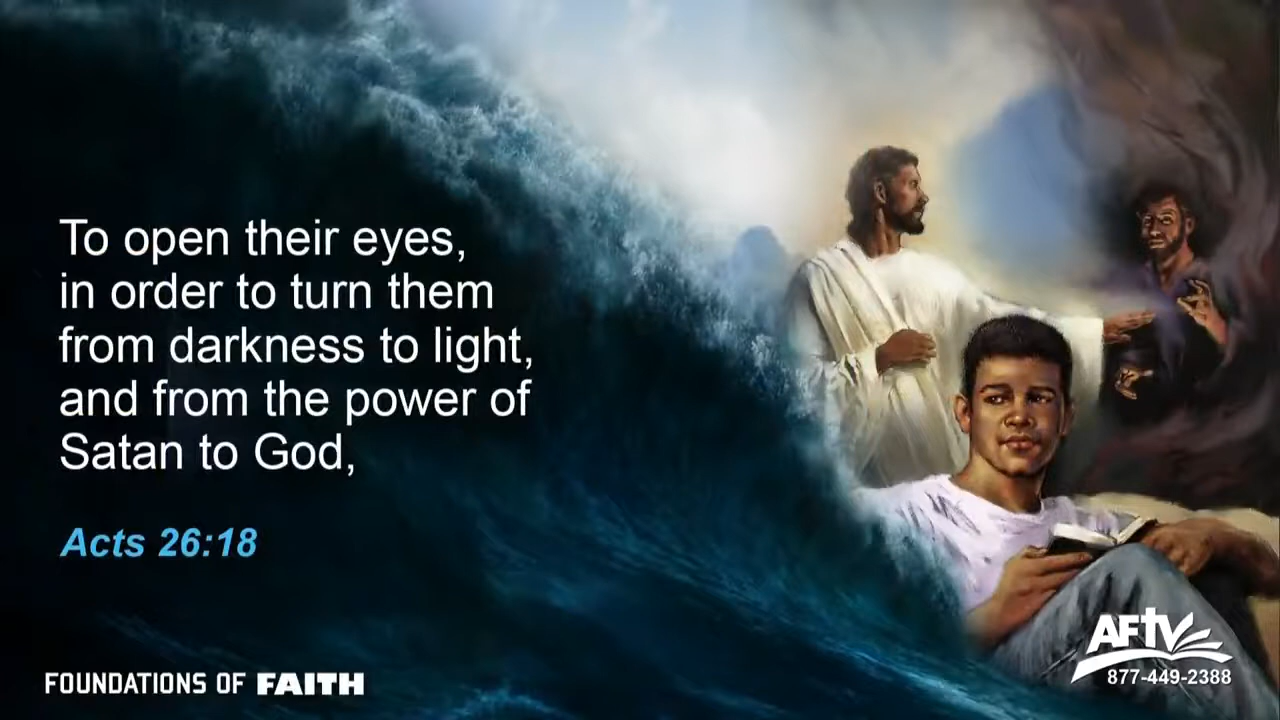 To open their eyes,
in order to turn them
from darkness to light,
and from the power of
Satan to God,
Acts 26:18
FOUNDATIONS OF FAITH
AFtv
877-449-2388